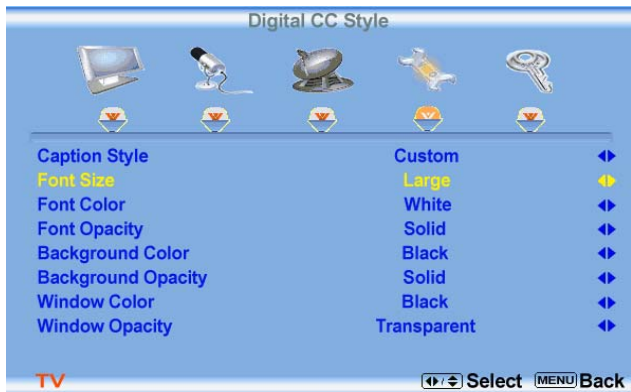 Digital CC Style
Caption Style Custom
Font Size Large
Font Color White
Font Opacity Solid
Background Color Black
Background Opacity Solid
Window Color Black
Window Opacity Transparent
TV Select MENU Back